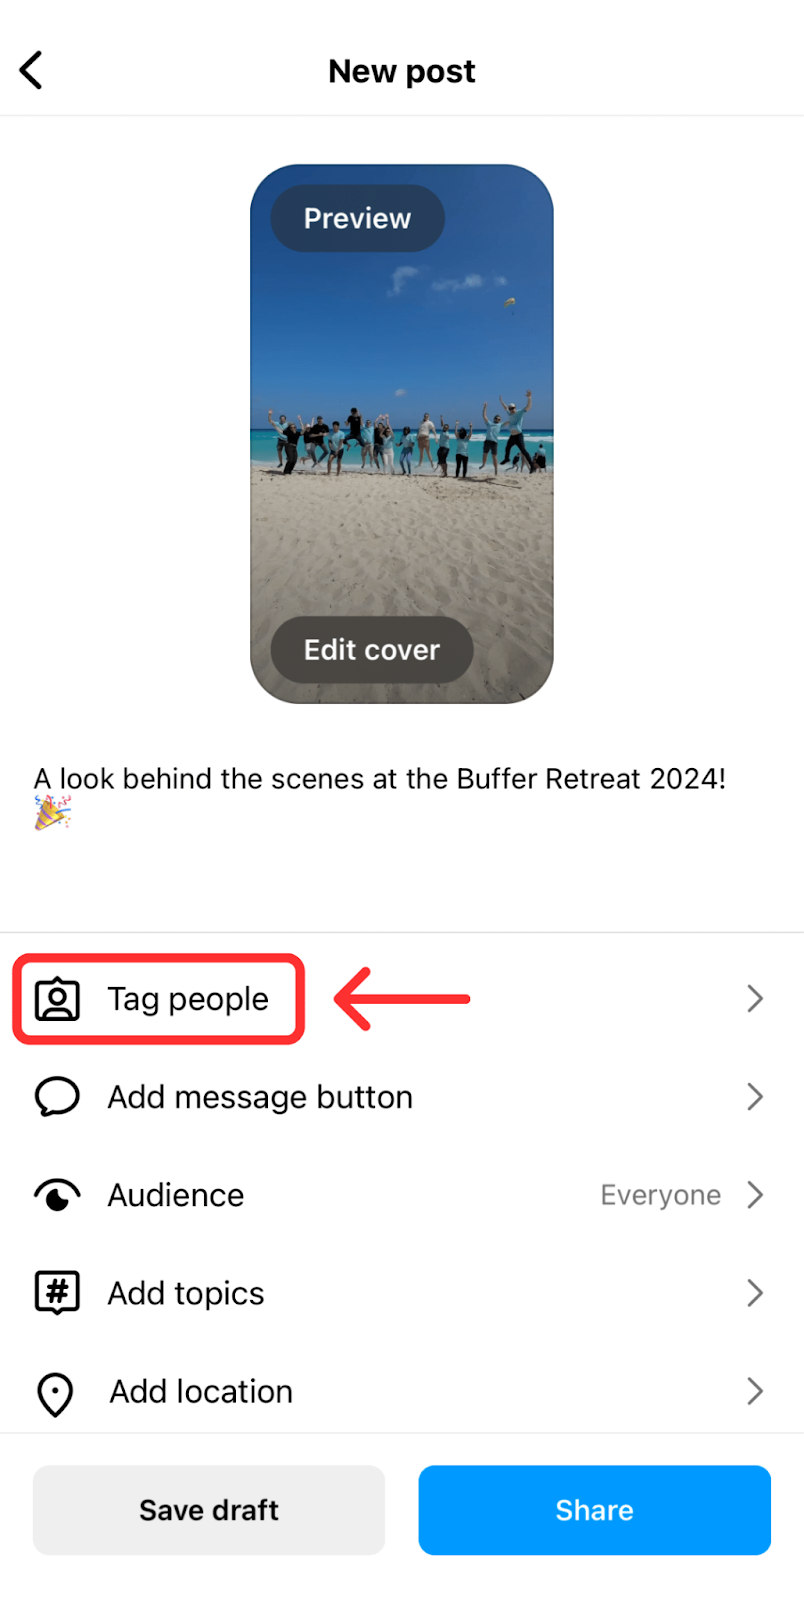 New post
Preview
Edit cover
A look behind the scenes at the Buffer Retreat 2024!
🎉
Tag people
Add message button
Audience Everyone
# Add topics
Add location
Save draft Share